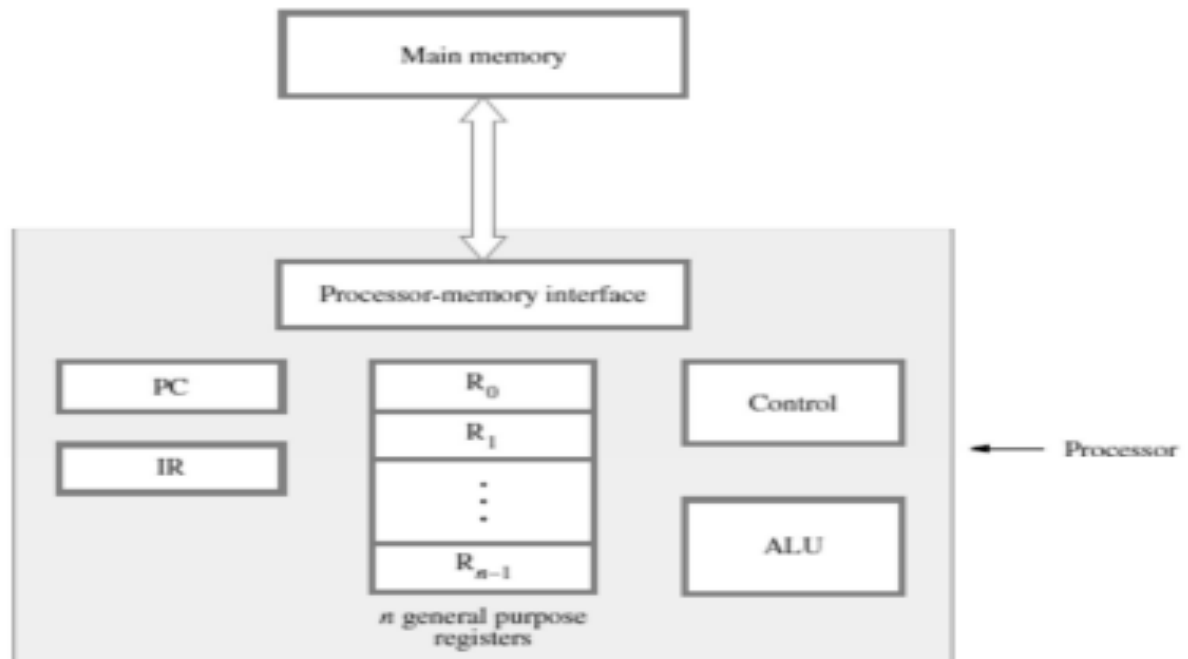 Main memory
Processor-memory interface
PC
IR
R0
R1
Rn–1
n general purpose
registers
Control
ALU
Processor